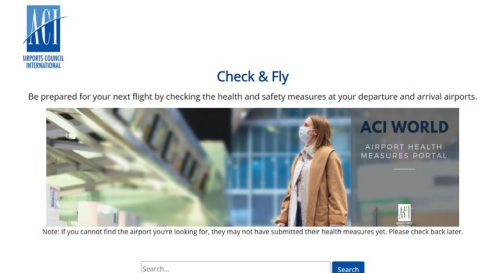 ACI
AIRPORTS COUNCIL
INTERNATIONAL
Check & Fly
Be prepared for your next flight by checking the health and safety measures at your departure and arrival airports.
ACI WORLD
AIRPORT HEALTH
MEASURES PORTAL
ACI
Note: If you cannot find the airport you're looking for, they may not have submitted their health measures yet. Please check back later.
Search...
Search